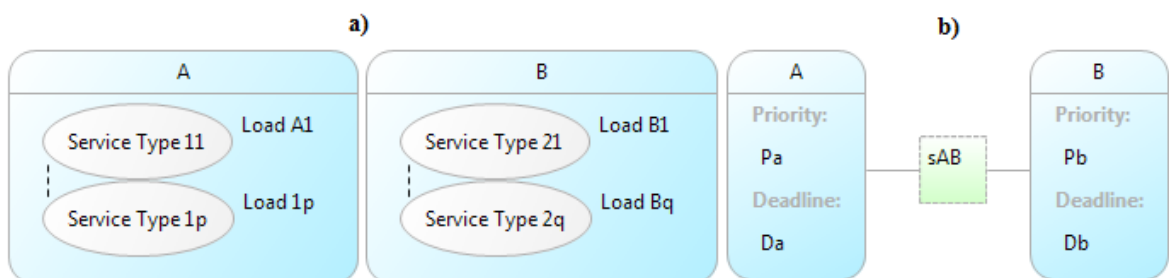 a)
b)
A
B
A
B
Service Type 11
Load A1
Service Type 1p
Load 1p
Service Type 21
Load B1
Service Type 2q
Load Bq
Priority:
Pa
Deadline:
Da
sAB
Priority:
Pb
Deadline:
Db